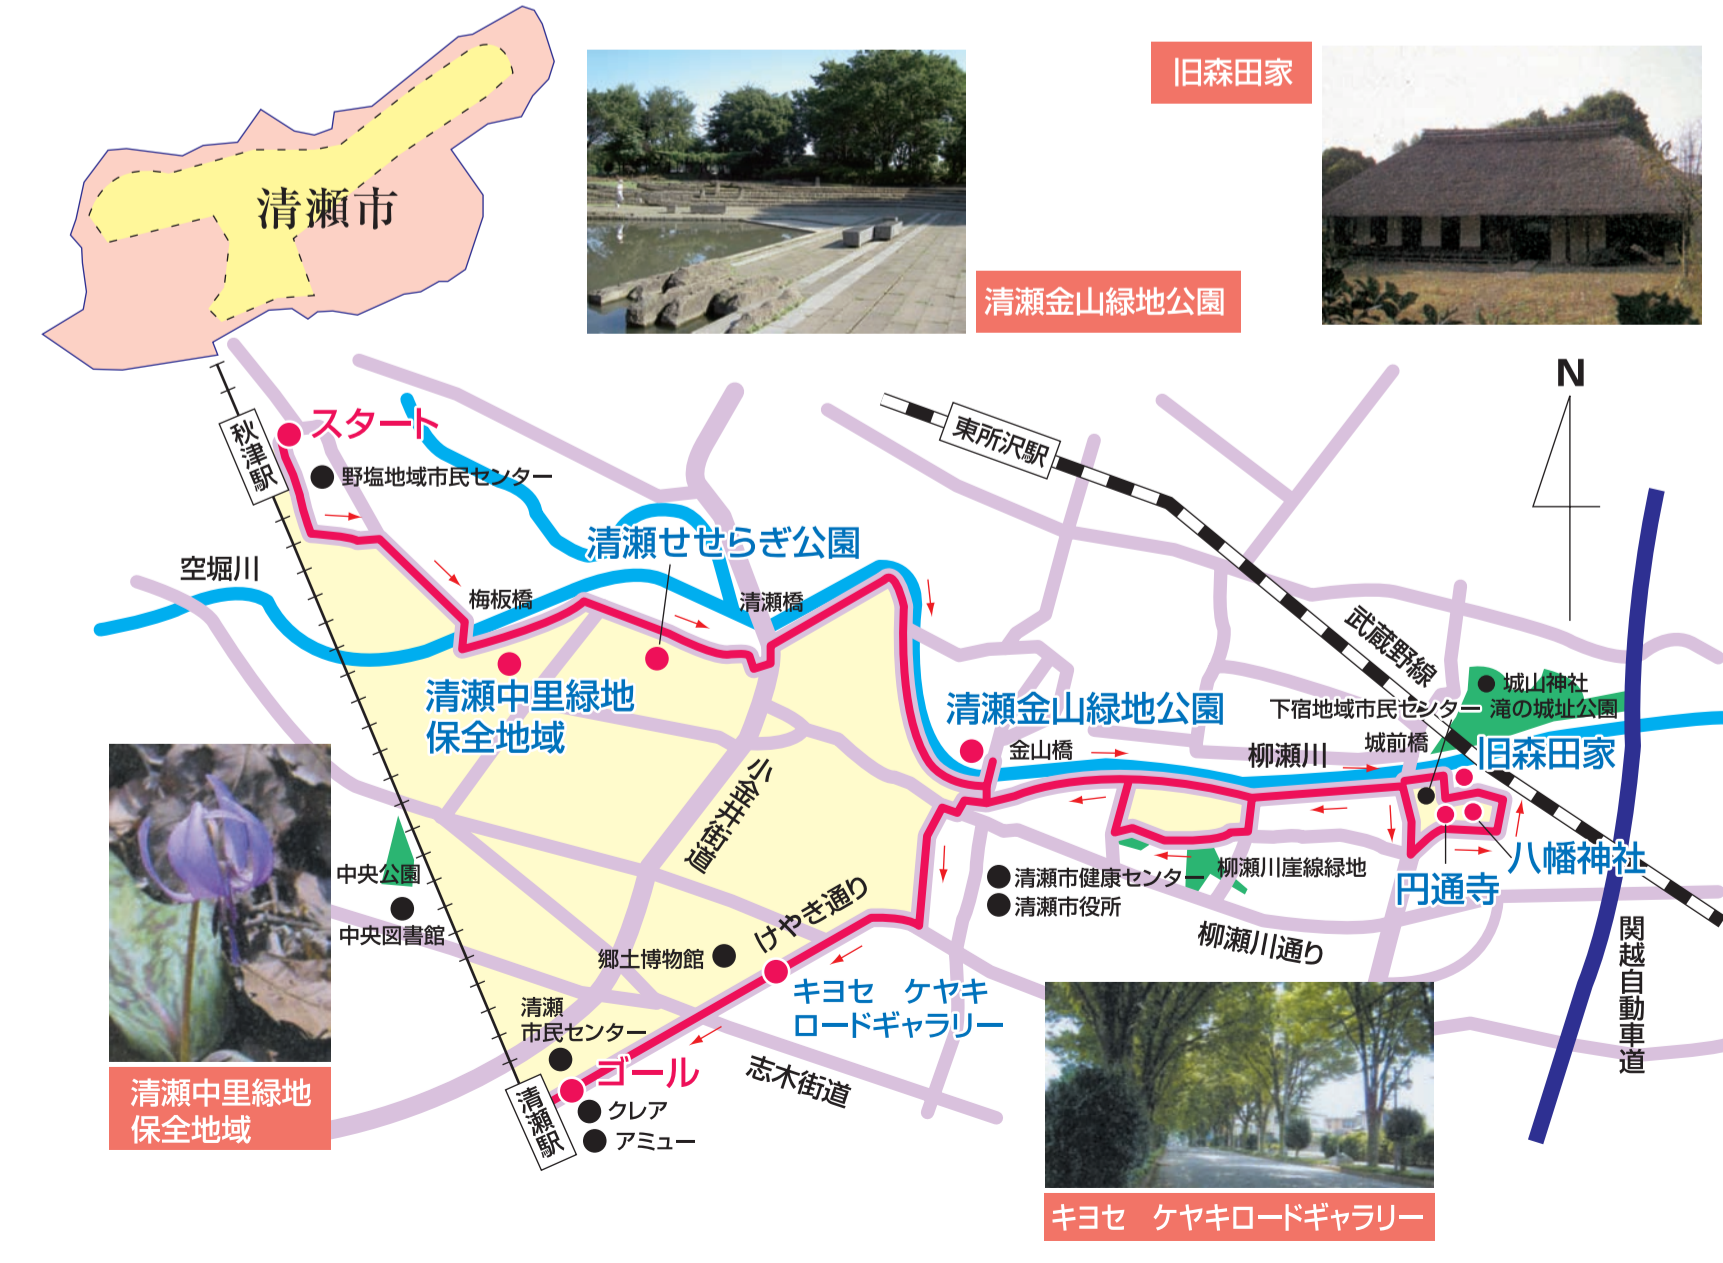 清瀬市
旧森田家
清瀬金山緑地公園
N
秋津駅
スタート
野塩地域市民センター
東所沢駅
清瀬せせらぎ公園
空堀川
梅板橋
清瀬橋
武蔵野線
清瀬中里緑地
保全地域
清瀬金山緑地公園
金山橋
城山神社
滝の城址公園
下宿地域市民センター
城前橋
柳瀬川
旧森田家
小金井街道
中央公園
中央図書館
清瀬市健康センター
清瀬市役所
柳瀬川崖線緑地
円通寺
八幡神社
けやき通り
郷土博物館
柳瀬川通り
関越自動車道
キヨセ　ケヤキ
ロードギャラリー
清瀬
市民センター
ゴール
志木街道
清瀬駅
クレア
アミュー
清瀬中里緑地
保全地域
キヨセ　ケヤキロードギャラリー